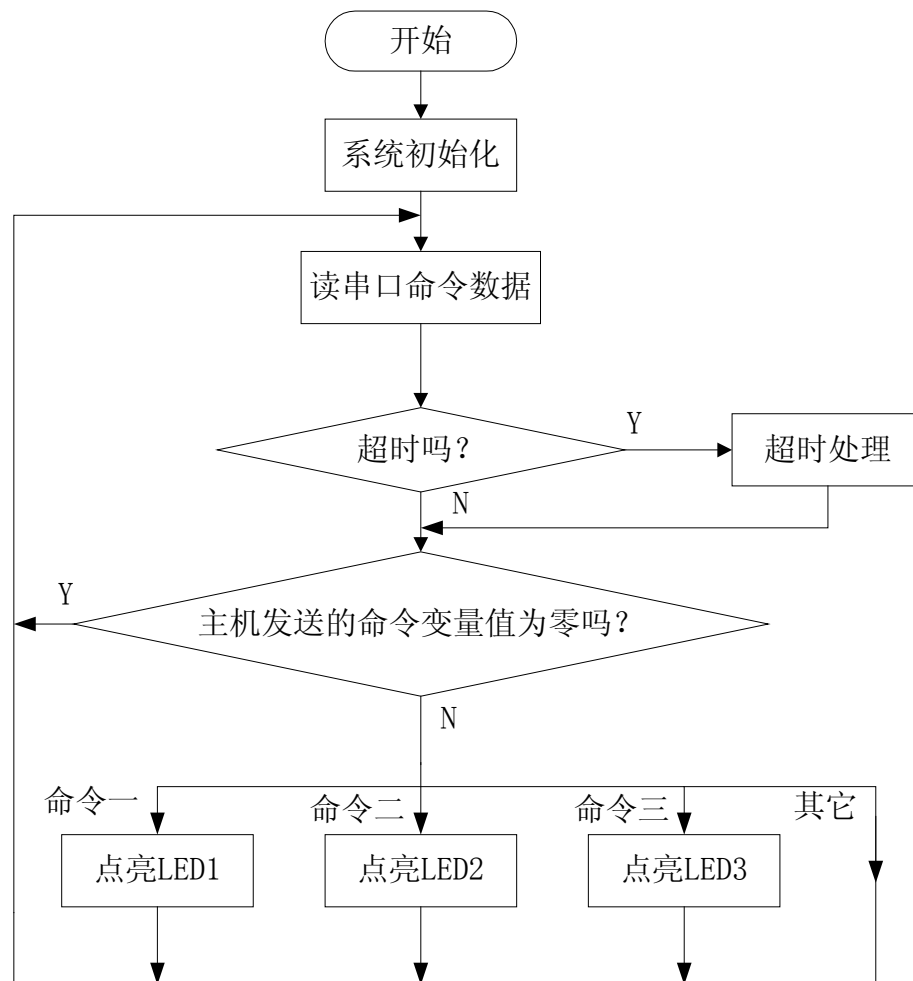 开始
系统初始化
读串口命令数据
超时吗？
Y
超时处理
N
Y
主机发送的命令变量值为零吗？
N
命令一
命令二
命令三
其它
点亮LED1
点亮LED2
点亮LED3